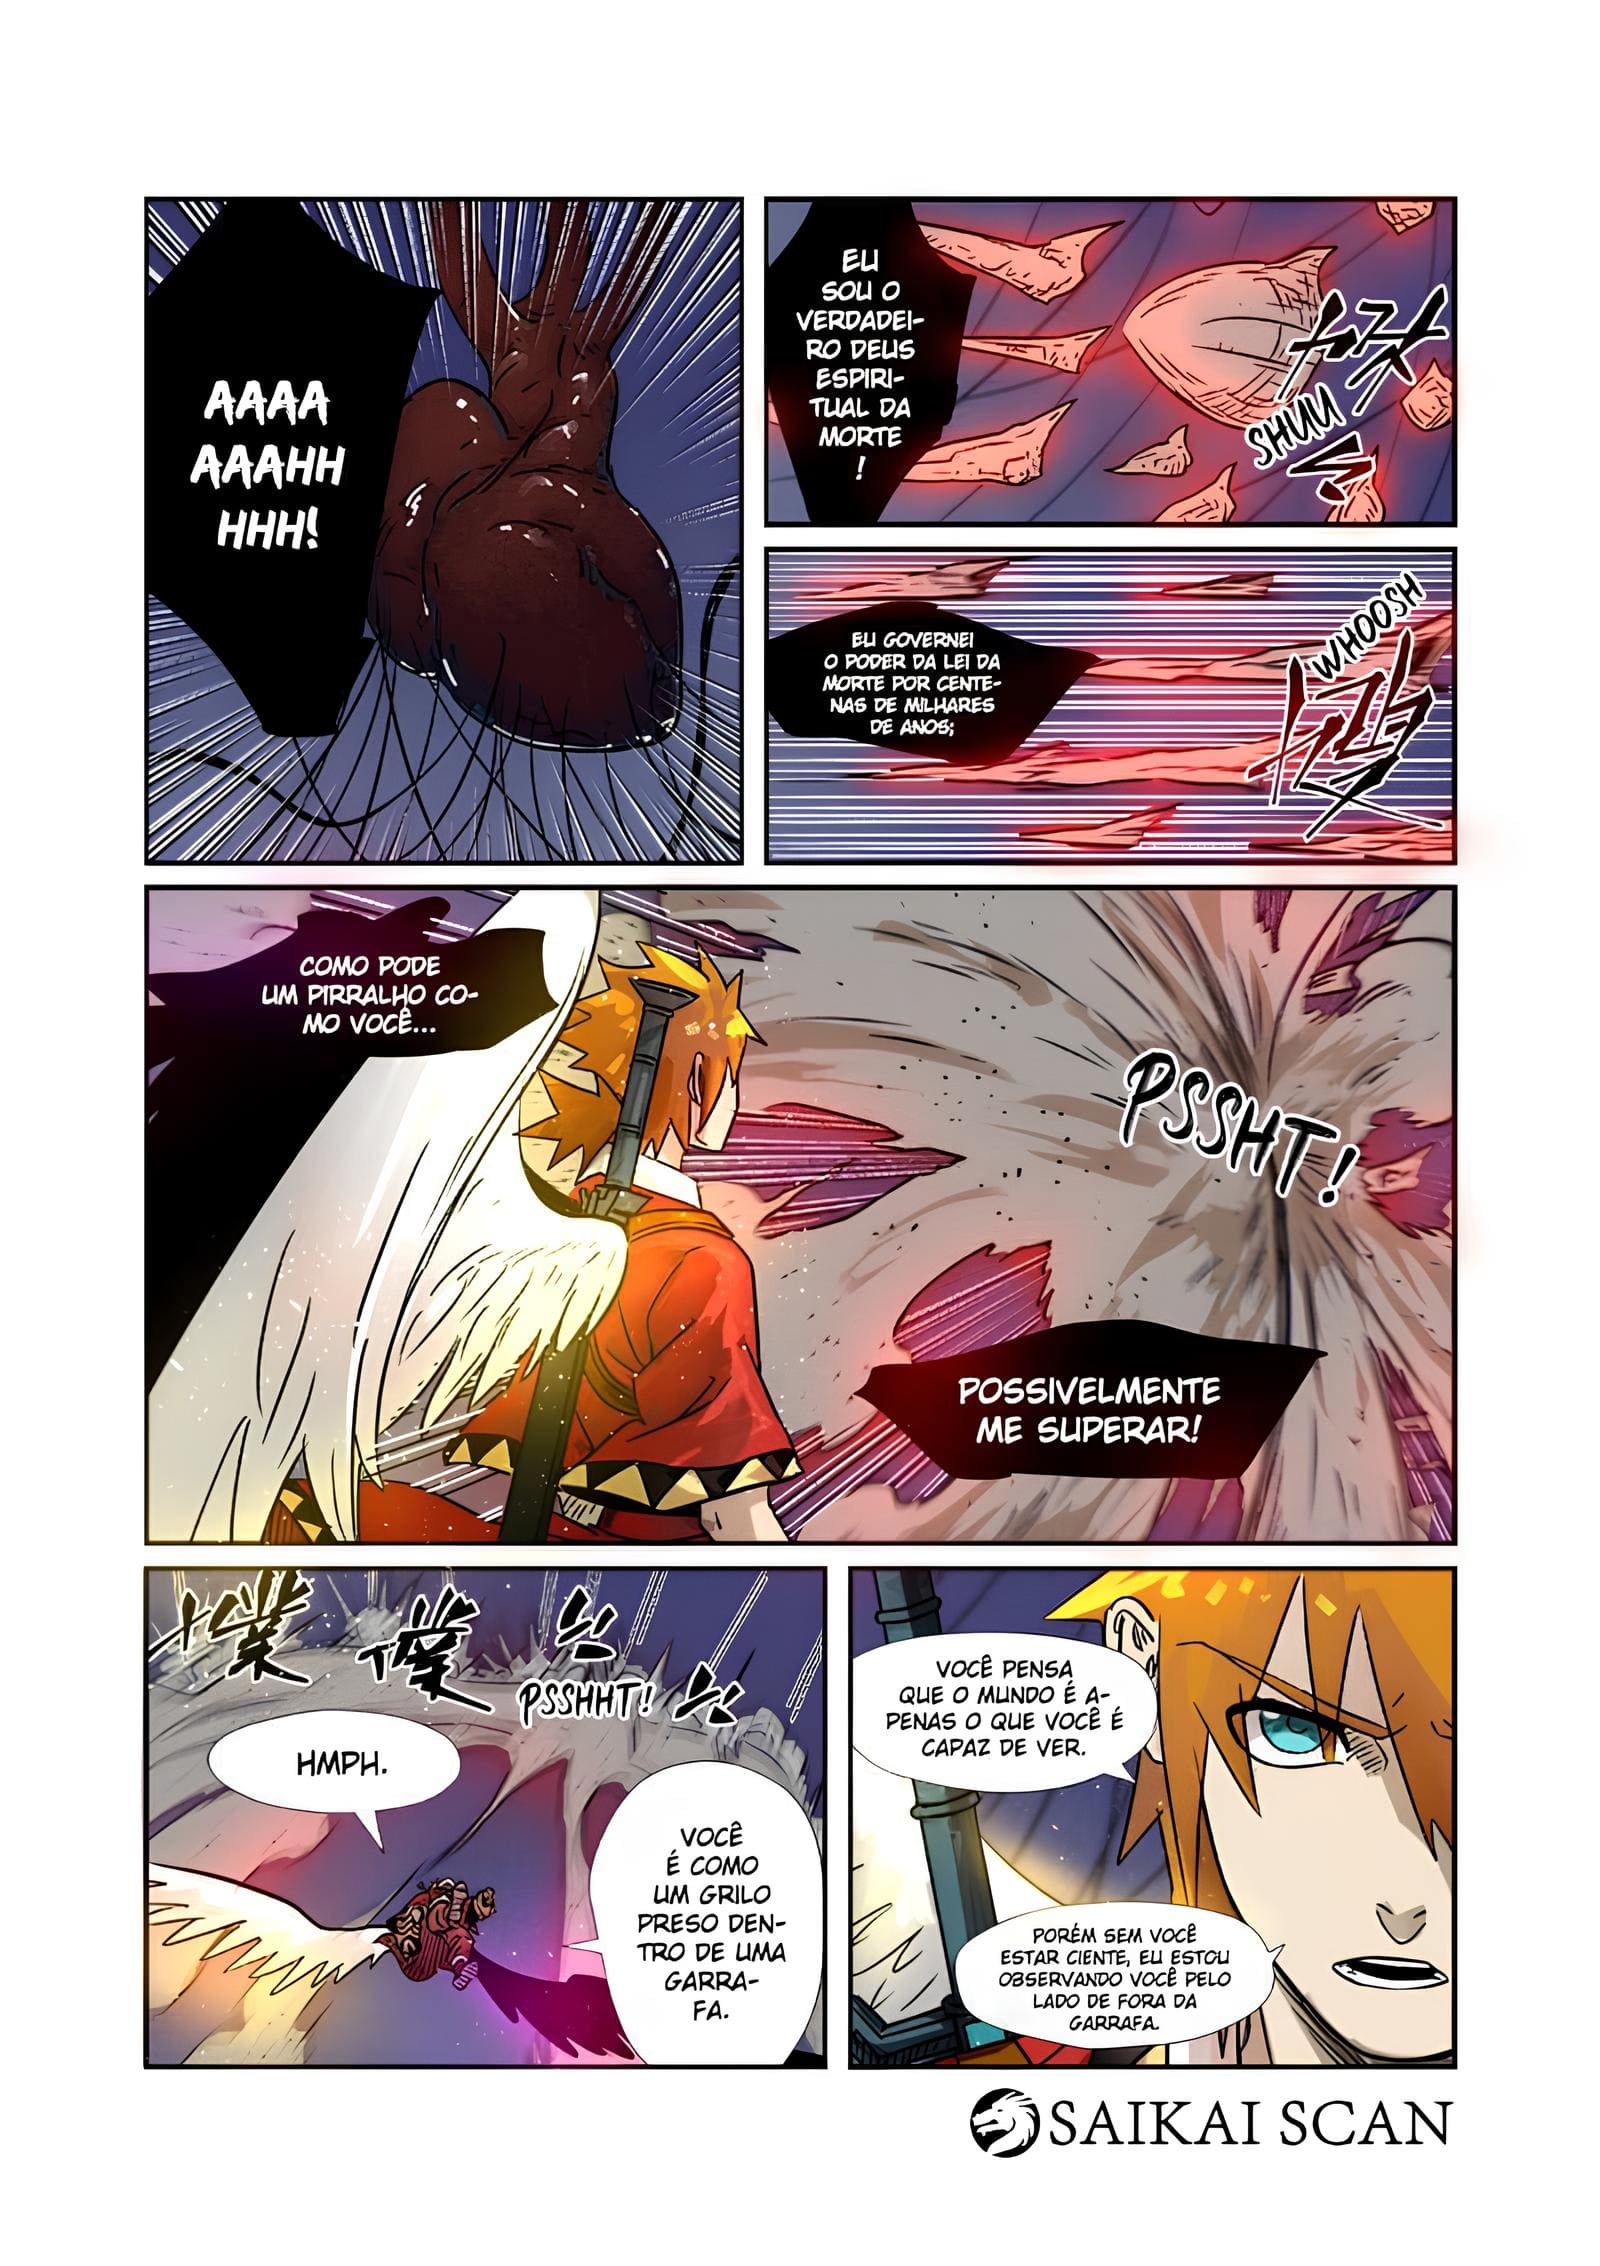 AAAA
AAAHH
HHH!
EU
SOU O
VERDADEI-
RO DEUS
ESPIRI-
TUAL DA
MORTE
!
SHUU
WHOOSH
EU GOVERNEI
O PODER DA LEI DA
MORTE POR CENTE-
NAS DE MILHARES
DE ANOS;
COMO PODE
UM PIRRALHO CO-
MO VOCÊ...
PSSHT!
POSSIVELMENTE
ME SUPERAR!
PSSHHT!
HMPH.
VOCÊ
É COMO
UM GRILO
PRESO DEN-
TRO DE UMA
GARRA-
FA.
VOCÊ PENSA
QUE O MUNDO É A-
PENAS O QUE VOCÊ É
CAPAZ DE VER.
PORÉM SEM VOCÊ
ESTAR CIENTE, EU ESTOU
OBSERVANDO VOCÊ PELO
LADO DE FORA DA
GARRAFA.
SAIKAI SCAN